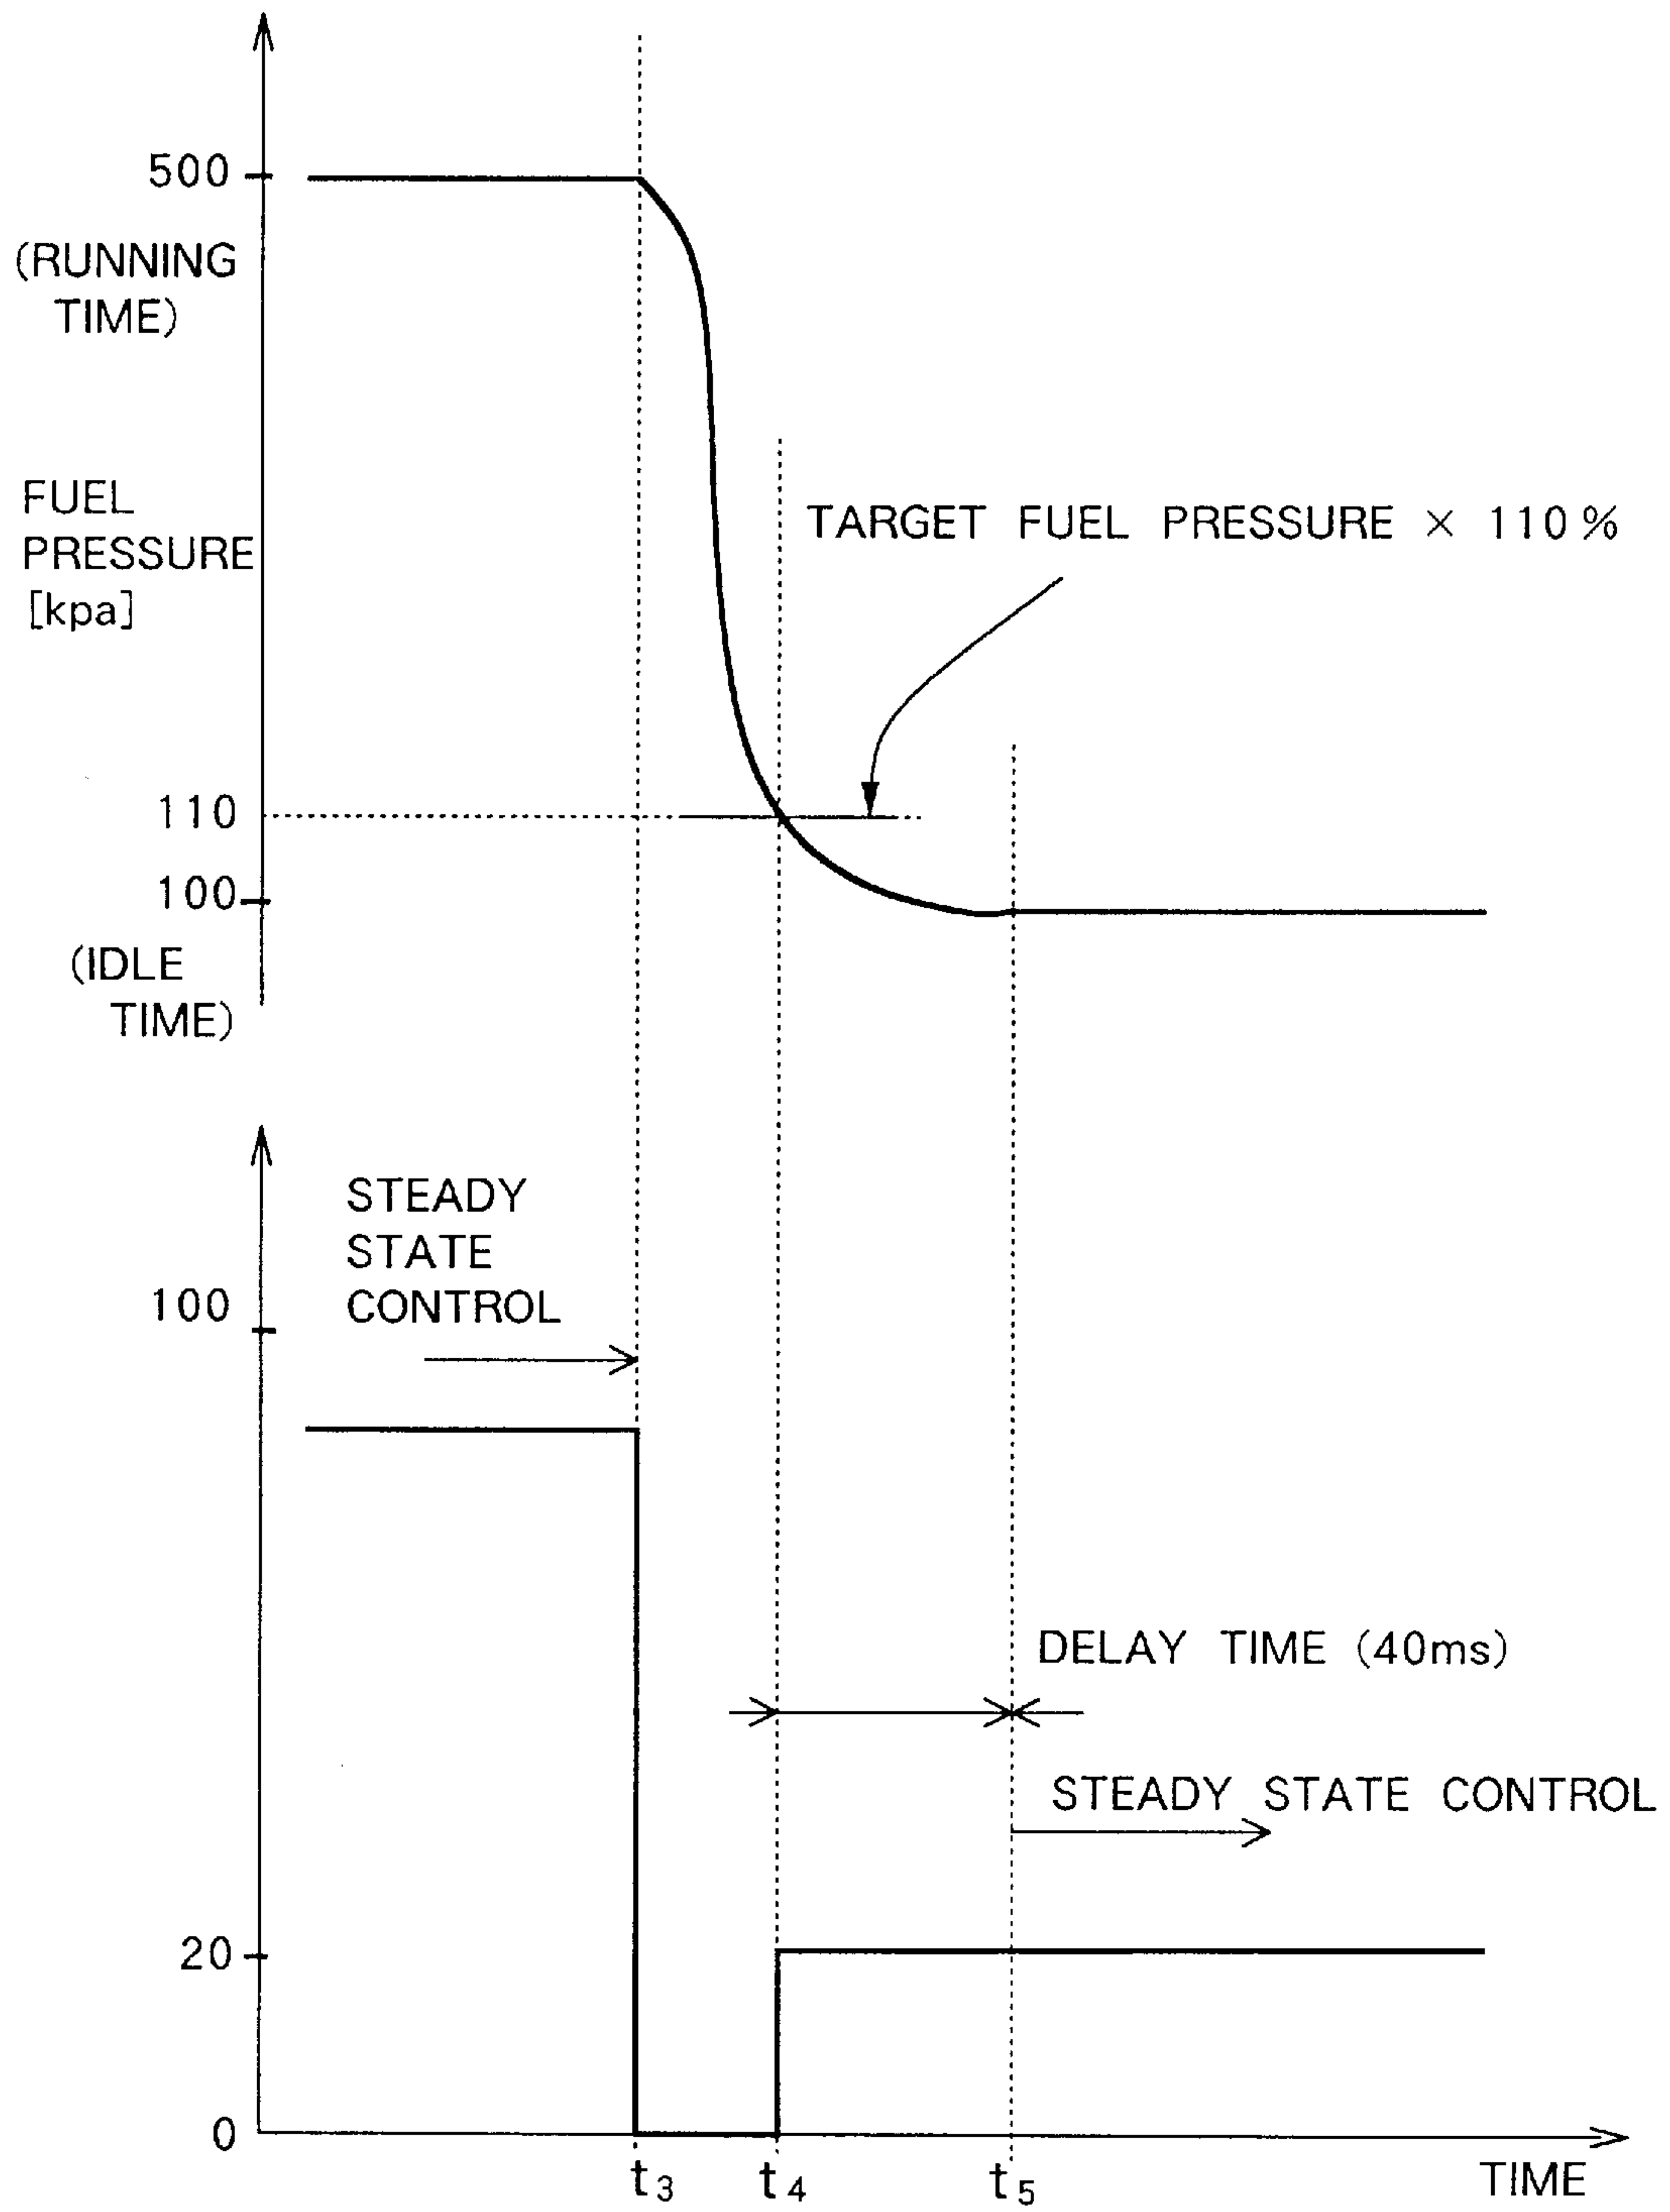 500
(RUNNING
TIME)
FUEL
PRESSURE
[kpa]
TARGET FUEL PRESSURE × 110%
110
100
(IDLE
TIME)
STEADY
STATE
CONTROL
100
DELAY TIME (40ms)
STEADY STATE CONTROL
20
0
t3 t4 t5 TIME